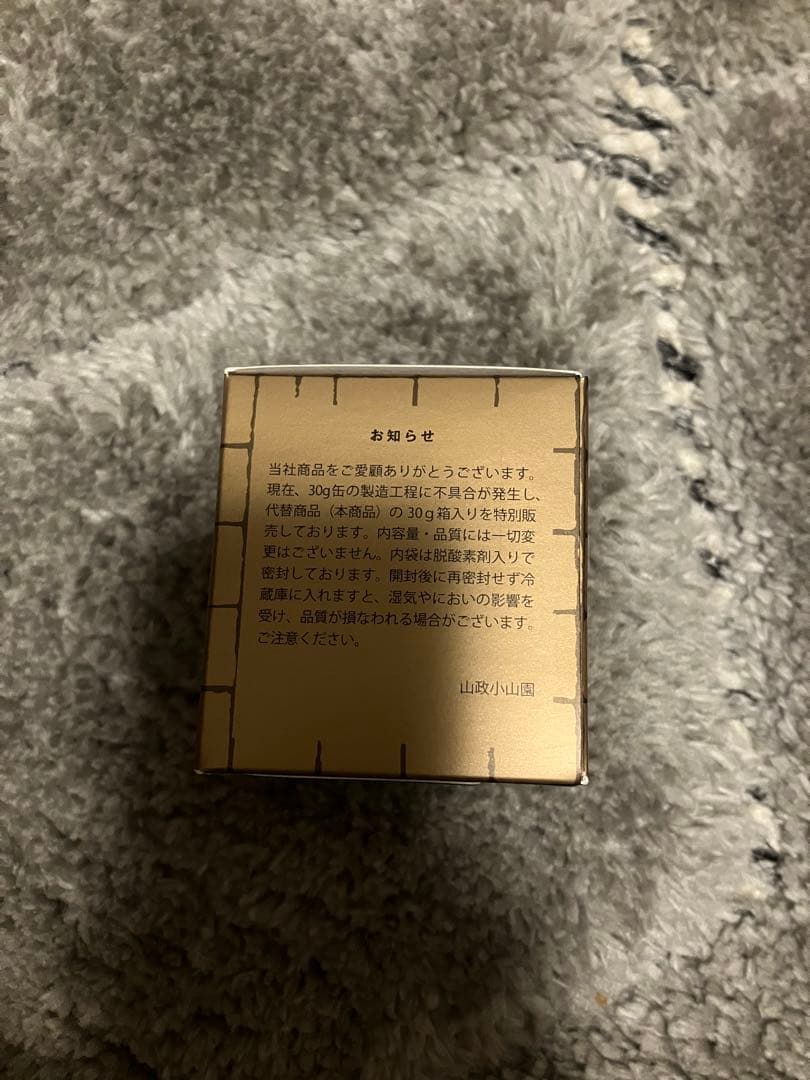 お知らせ
当社商品をご愛顧ありがとうございます。
現在、30g缶の製造工程に不具合が発生し、
代替商品（本商品）の30g箱入りを特別販
売しております。内容量・品質には一切変
更はございません。内袋は脱酸素剤入りで
密封しております。開封後に再密封せず冷
蔵庫に入れますと、湿気やにおいの影響を
受け、品質が損なわれる場合がございます。
ご注意ください。
山政小山園